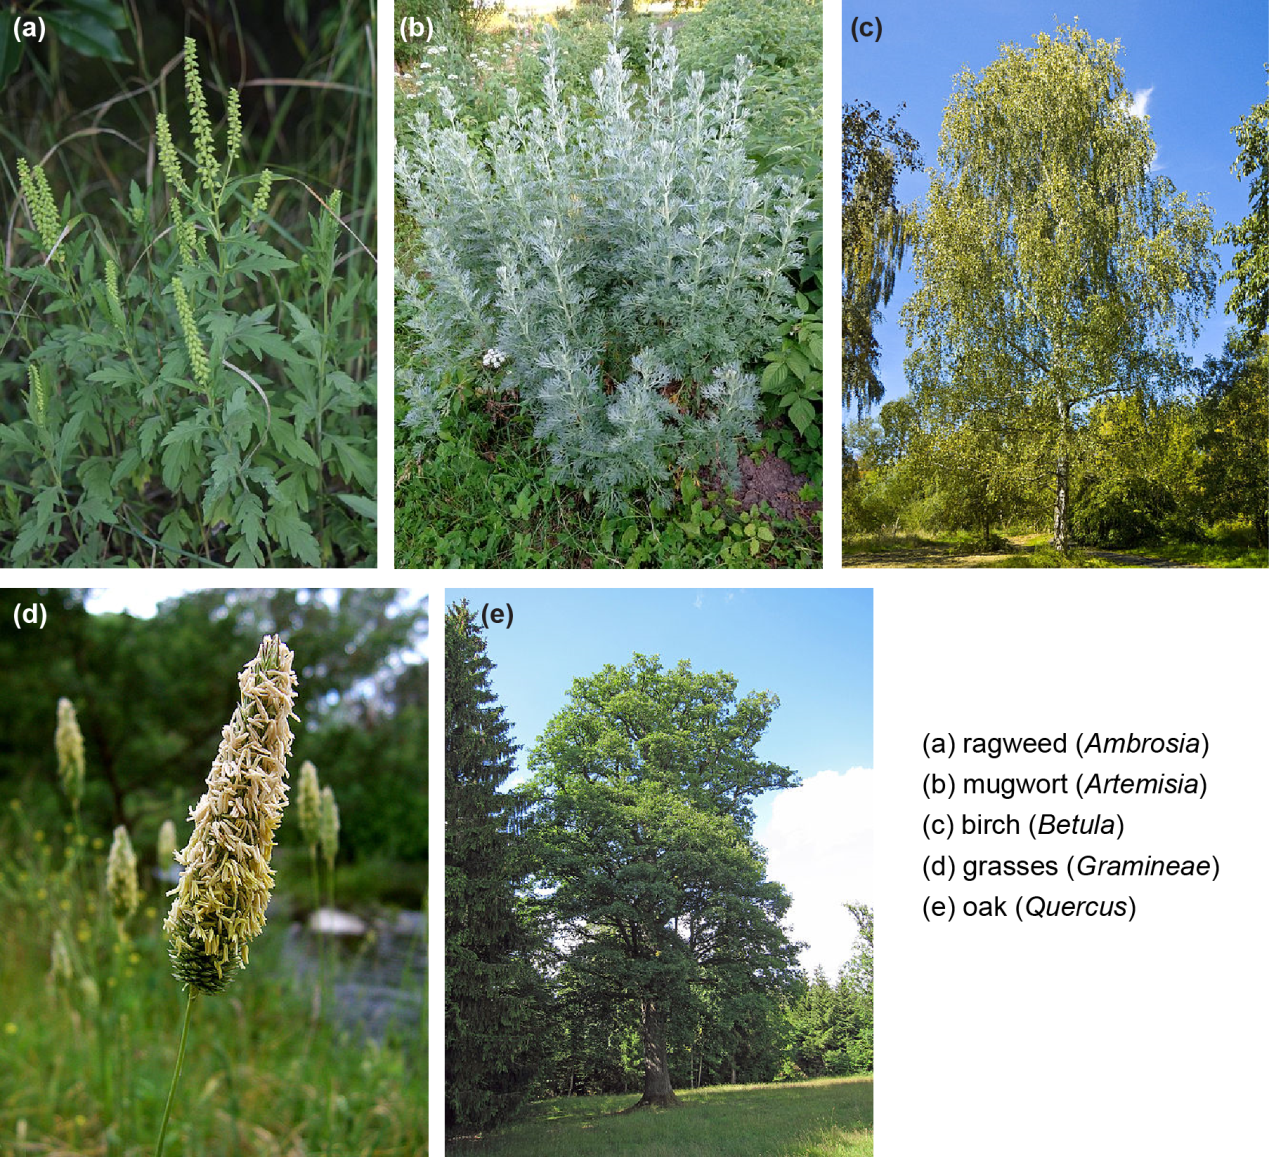 (a)
(b)
(c)
(d)
(e)
(a) ragweed (Ambrosia)
(b) mugwort (Artemisia)
(c) birch (Betula)
(d) grasses (Gramineae)
(e) oak (Quercus)